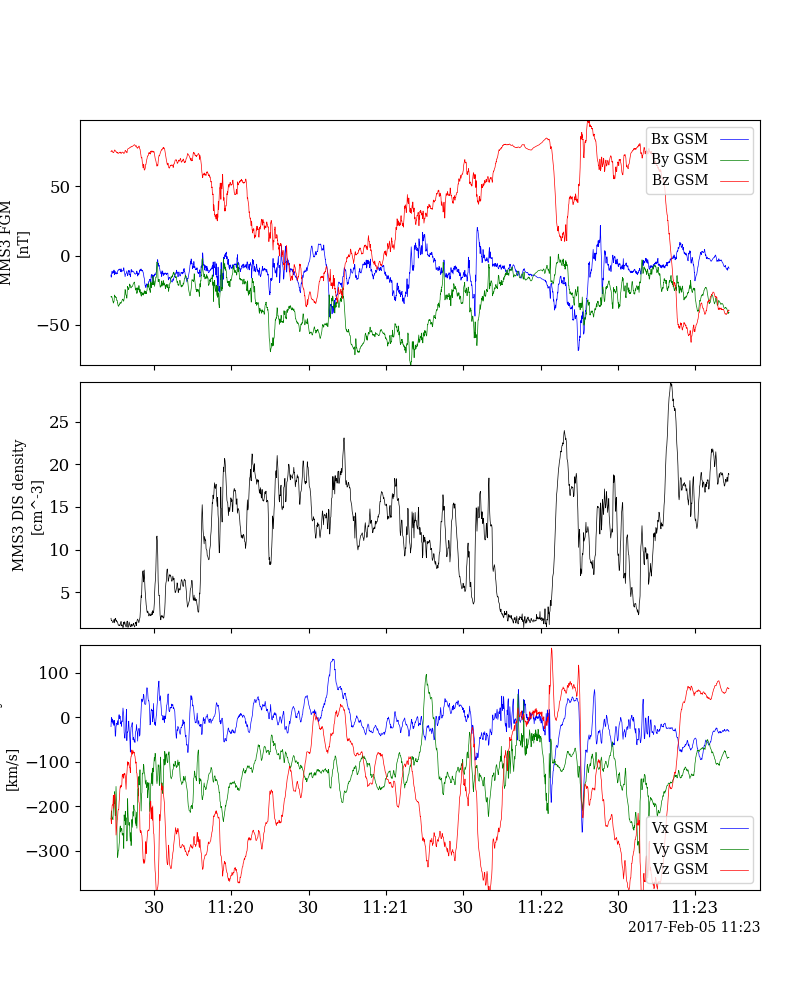 Bx GSM
By GSM
Bz GSM
50
0
−50
MMS3 FGM
[nT]
25
20
15
10
5
MMS3 DIS density
[cm^-3]
100
0
−100
−200
−300
[km/s]
Vx GSM
Vy GSM
Vz GSM
30 11:20 30 11:21 30 11:22 30 11:23
2017-Feb-05 11:23